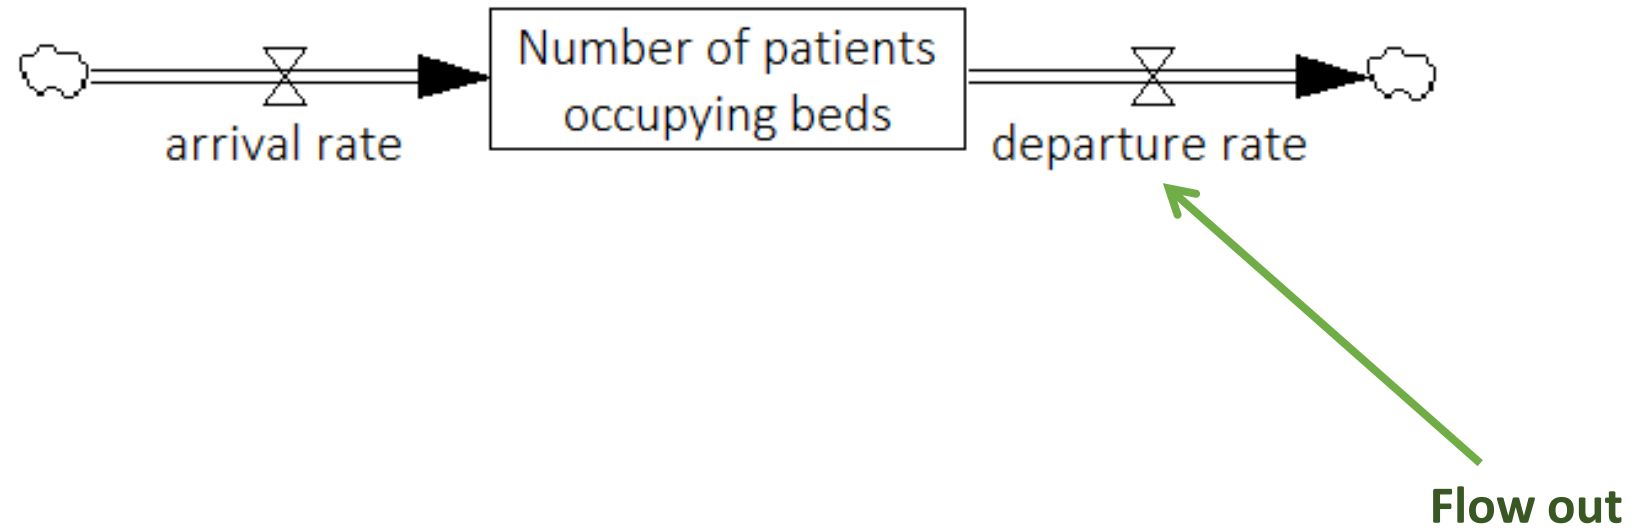 Number of patients
occupying beds
arrival rate
departure rate
Flow out